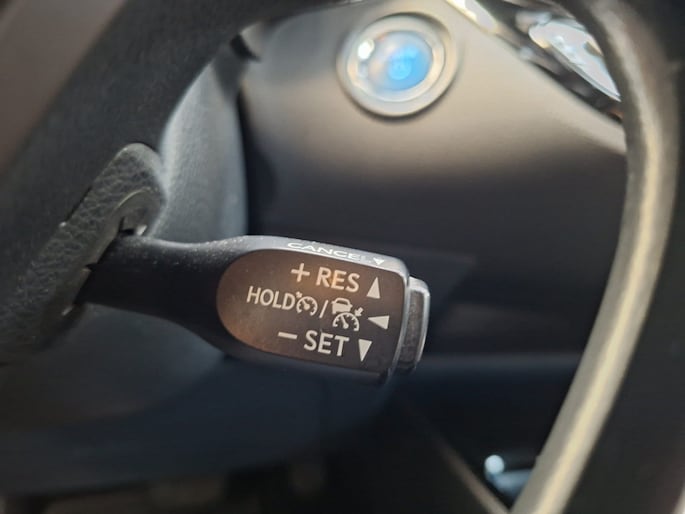 CANCEL
+ RES
HOLD /
− SET